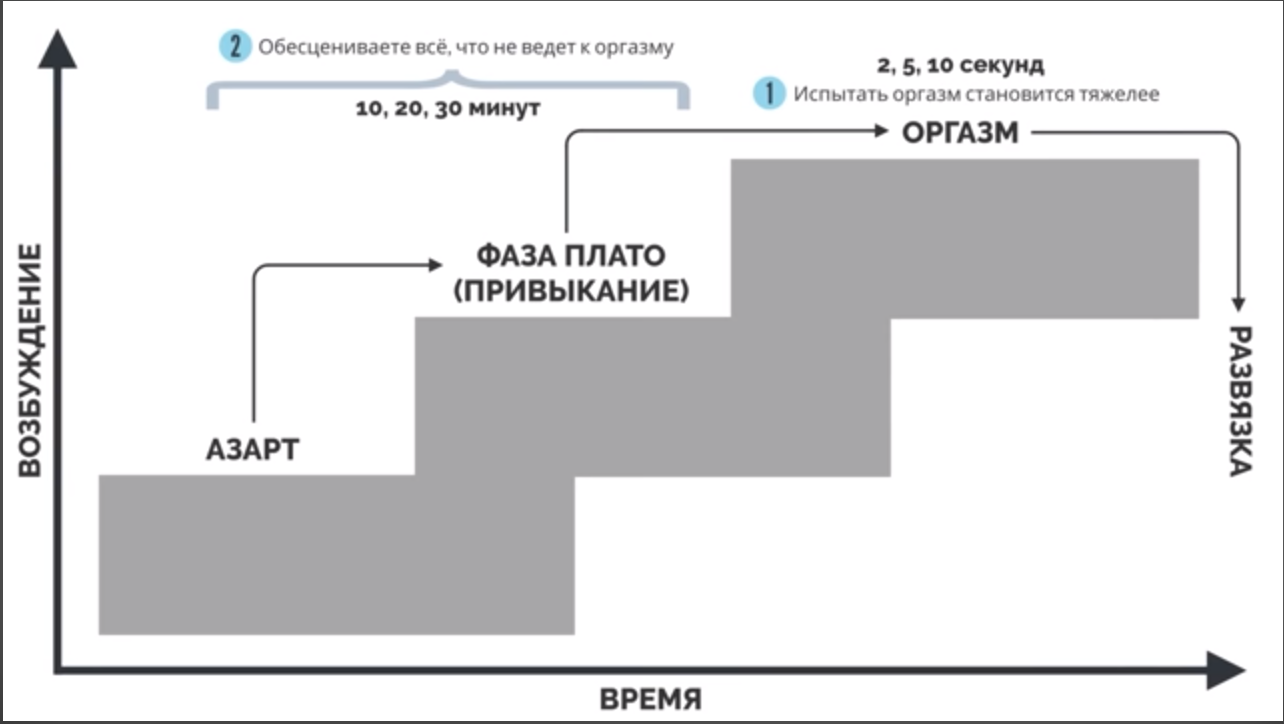 2 Обесцениваете всё, что не ведет к оргазму
10, 20, 30 минут
2, 5, 10 секунд
1 Испытать оргазм становится тяжелее
ОРГАЗМ
ФАЗА ПЛАТО
(ПРИВЫКАНИЕ)
АЗАРТ
РАЗВЯЗКА
ВОЗБУЖДЕНИЕ
ВРЕМЯ